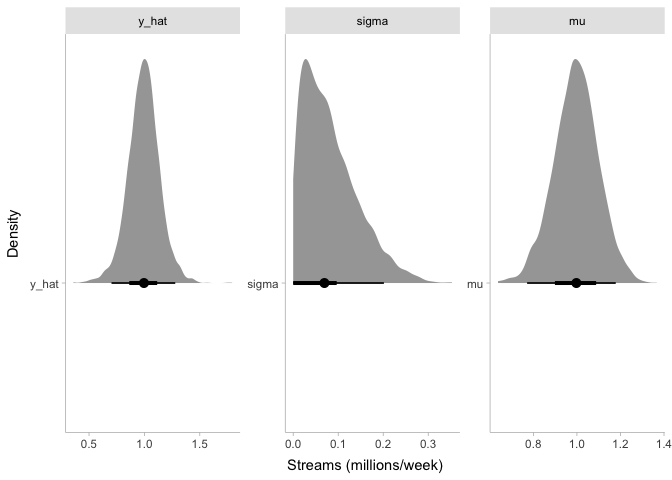 y_hat
sigma
mu
Density
y_hat
sigma
mu
0.5 1.0 1.5
0.0 0.1 0.2 0.3
0.8 1.0 1.2 1.4
Streams (millions/week)